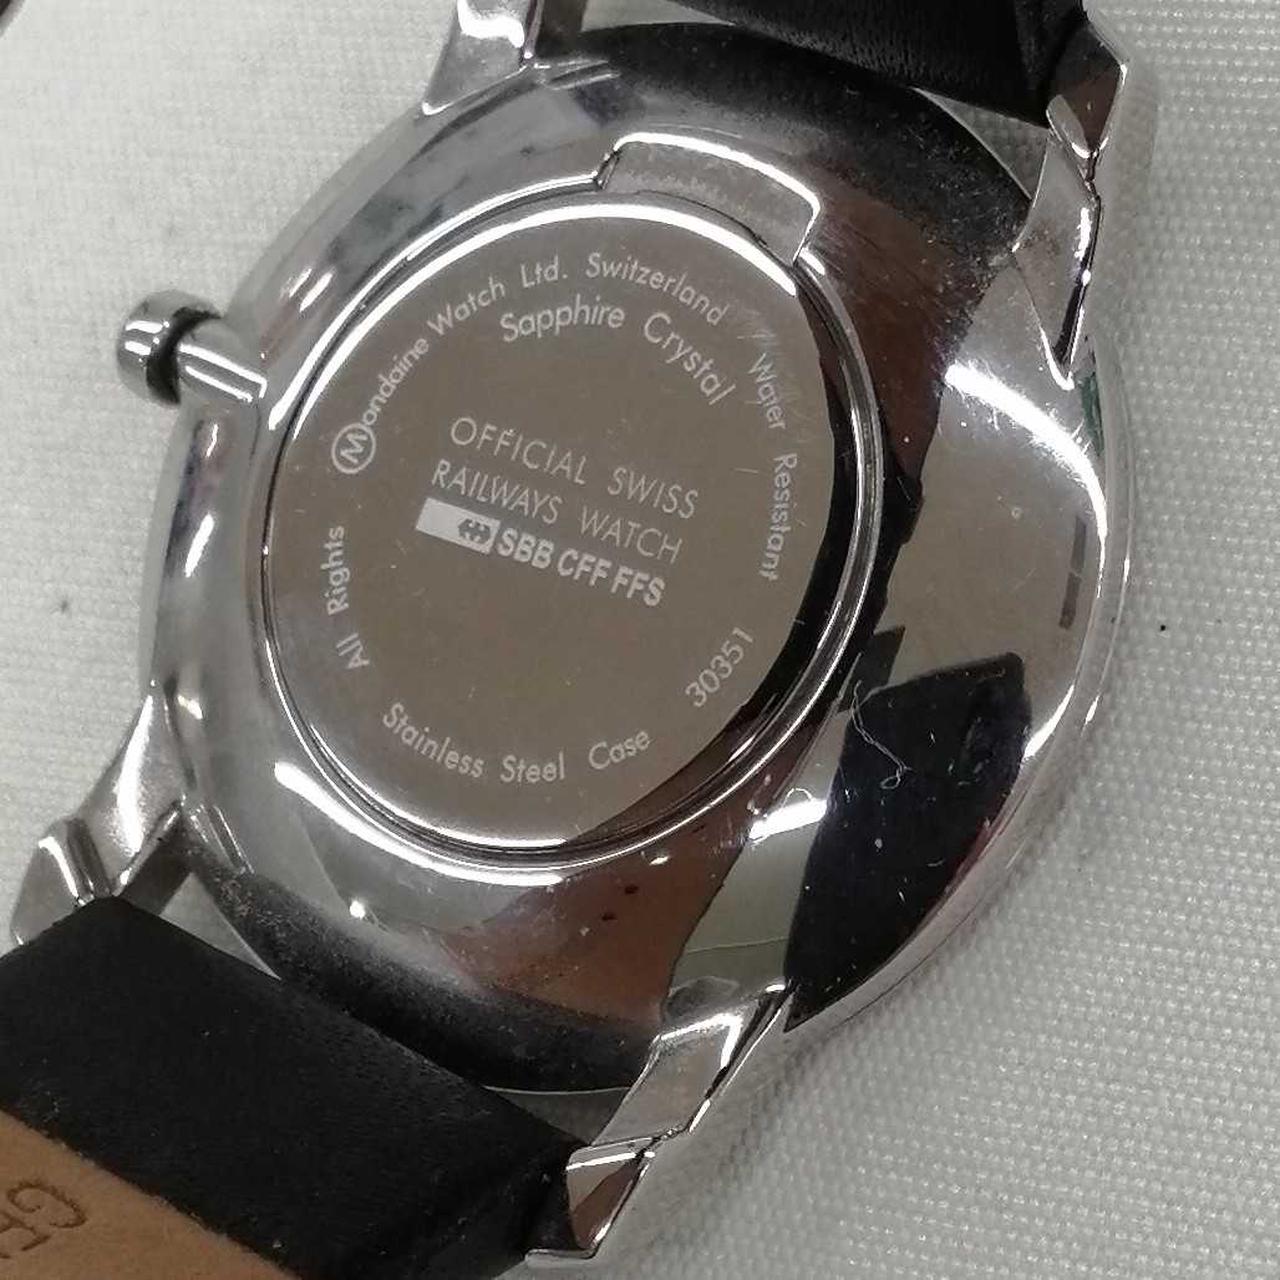 Ⓜondaine Watch Ltd. Switzerland
Sapphire Crystal
Water Resistant
OFFICIAL SWISS
RAILWAYS WATCH
SBB CFF FFS
30351
Stainless Steel Case
All Rights